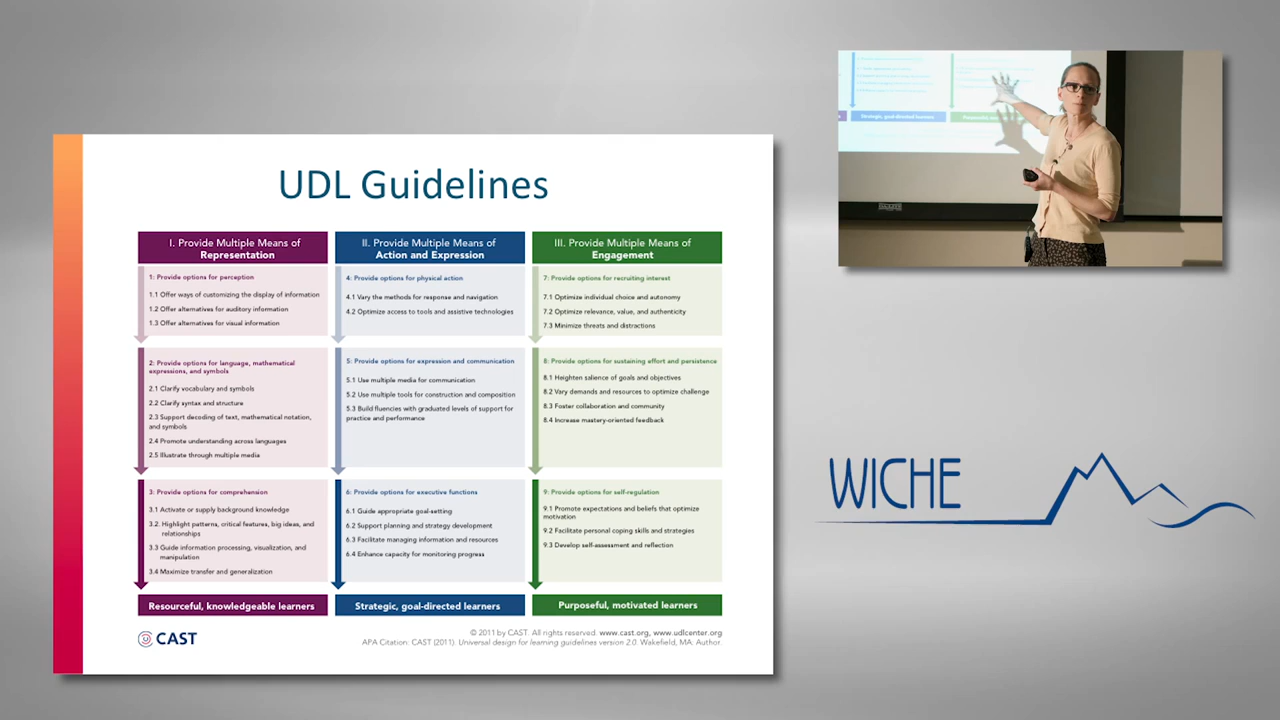 UDL Guidelines
I. Provide Multiple Means of
Representation
1: Provide options for perception
1.1 Offer ways of customizing the display of information
1.2 Offer alternatives for auditory information
1.3 Offer alternatives for visual information
2: Provide options for language, mathematical
expressions, and symbols
2.1 Clarify vocabulary and symbols
2.2 Clarify syntax and structure
2.3 Support decoding of text, mathematical notation,
and symbols
2.4 Promote understanding across languages
2.5 Illustrate through multiple media
3: Provide options for comprehension
3.1 Activate or supply background knowledge
3.2. Highlight patterns, critical features, big ideas, and
relationships
3.3 Guide information processing, visualization, and
manipulation
3.4 Maximize transfer and generalization
Resourceful, knowledgeable learners
II. Provide Multiple Means of
Action and Expression
4: Provide options for physical action
4.1 Vary the methods for response and navigation
4.2 Optimize access to tools and assistive technologies
5: Provide options for expression and communication
5.1 Use multiple media for communication
5.2 Use multiple tools for construction and composition
5.3 Build fluencies with graduated levels of support for
practice and performance
6: Provide options for executive functions
6.1 Guide appropriate goal-setting
6.2 Support planning and strategy development
6.3 Facilitate managing information and resources
6.4 Enhance capacity for monitoring progress
Strategic, goal-directed learners
III. Provide Multiple Means of
Engagement
7: Provide options for recruiting interest
7.1 Optimize individual choice and autonomy
7.2 Optimize relevance, value, and authenticity
7.3 Minimize threats and distractions
8: Provide options for sustaining effort and persistence
8.1 Heighten salience of goals and objectives
8.2 Vary demands and resources to optimize challenge
8.3 Foster collaboration and community
8.4 Increase mastery-oriented feedback
9: Provide options for self-regulation
9.1 Promote expectations and beliefs that optimize
motivation
9.2 Facilitate personal coping skills and strategies
9.3 Develop self-assessment and reflection
Purposeful, motivated learners
CAST
© 2011 by CAST. All rights reserved. www.cast.org, www.udlcenter.org
APA Citation: CAST (2011). Universal design for learning guidelines version 2.0. Wakefield, MA: Author.
Strategic, goal-directed learners
WICHE